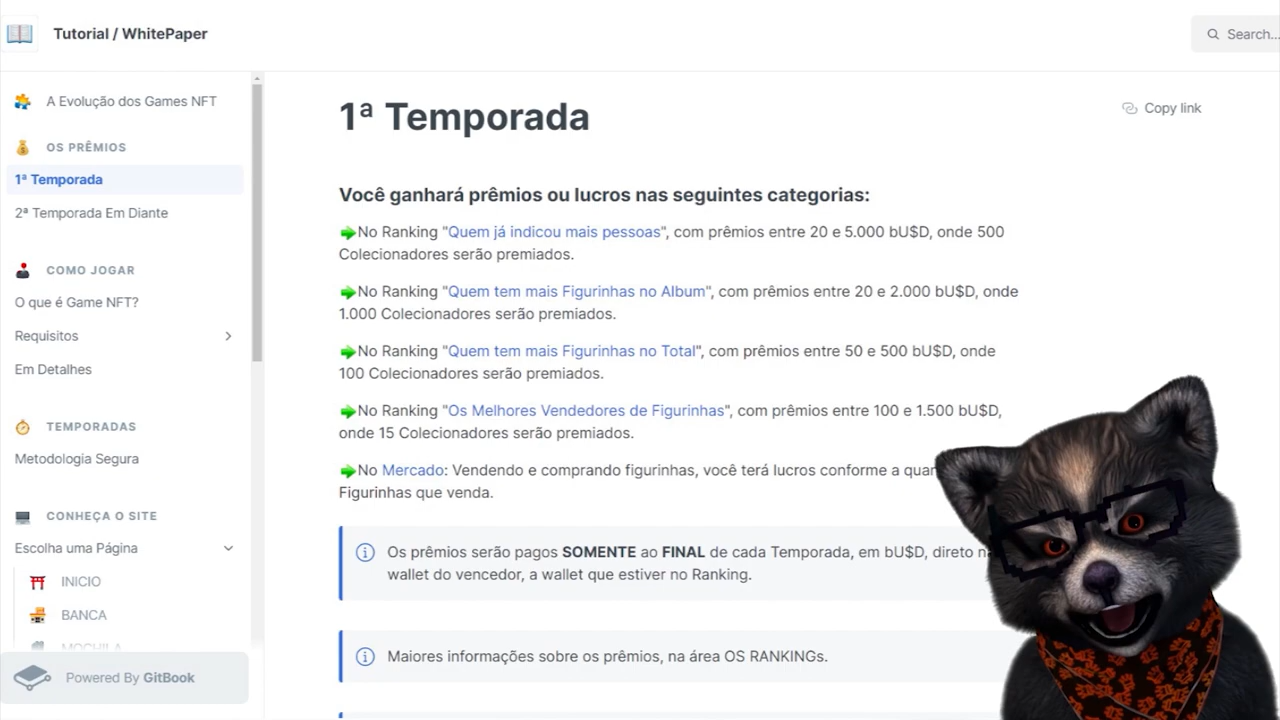 Tutorial / WhitePaper
Search...
A Evolução dos Games NFT
OS PRÊMIOS
1ª Temporada
2ª Temporada Em Diante
COMO JOGAR
O que é Game NFT?
Requisitos
Em Detalhes
TEMPORADAS
Metodologia Segura
CONHEÇA O SITE
Escolha uma Página
INICIO
BANCA
MOCHILA
Powered By GitBook
1ª Temporada
Copy link
Você ganhará prêmios ou lucros nas seguintes categorias:
No Ranking "Quem já indicou mais pessoas", com prêmios entre 20 e 5.000 bU$D, onde 500
Colecionadores serão premiados.
No Ranking "Quem tem mais Figurinhas no Album", com prêmios entre 20 e 2.000 bU$D, onde
1.000 Colecionadores serão premiados.
No Ranking "Quem tem mais Figurinhas no Total", com prêmios entre 50 e 500 bU$D, onde
100 Colecionadores serão premiados.
No Ranking "Os Melhores Vendedores de Figurinhas", com prêmios entre 100 e 1.500 bU$D,
onde 15 Colecionadores serão premiados.
No Mercado: Vendendo e comprando figurinhas, você terá lucros conforme a
Figurinhas que venda.
Os prêmios serão pagos SOMENTE ao FINAL de cada Temporada, em bU$D, direto
wallet do vencedor, a wallet que estiver no Ranking.
Maiores informações sobre os prêmios, na área OS RANKINGs.